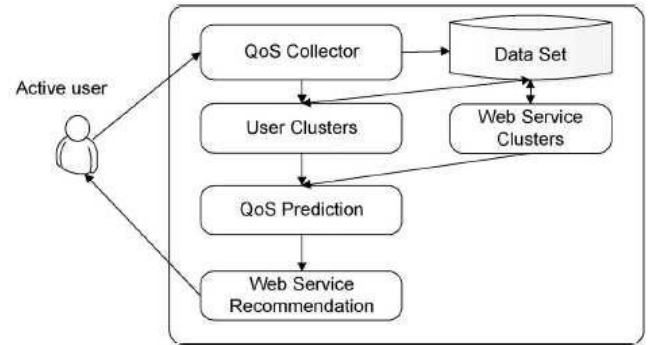 QoS Collector
Data Set
Active user
User Clusters
Web Service
Clusters
QoS Prediction
Web Service
Recommendation